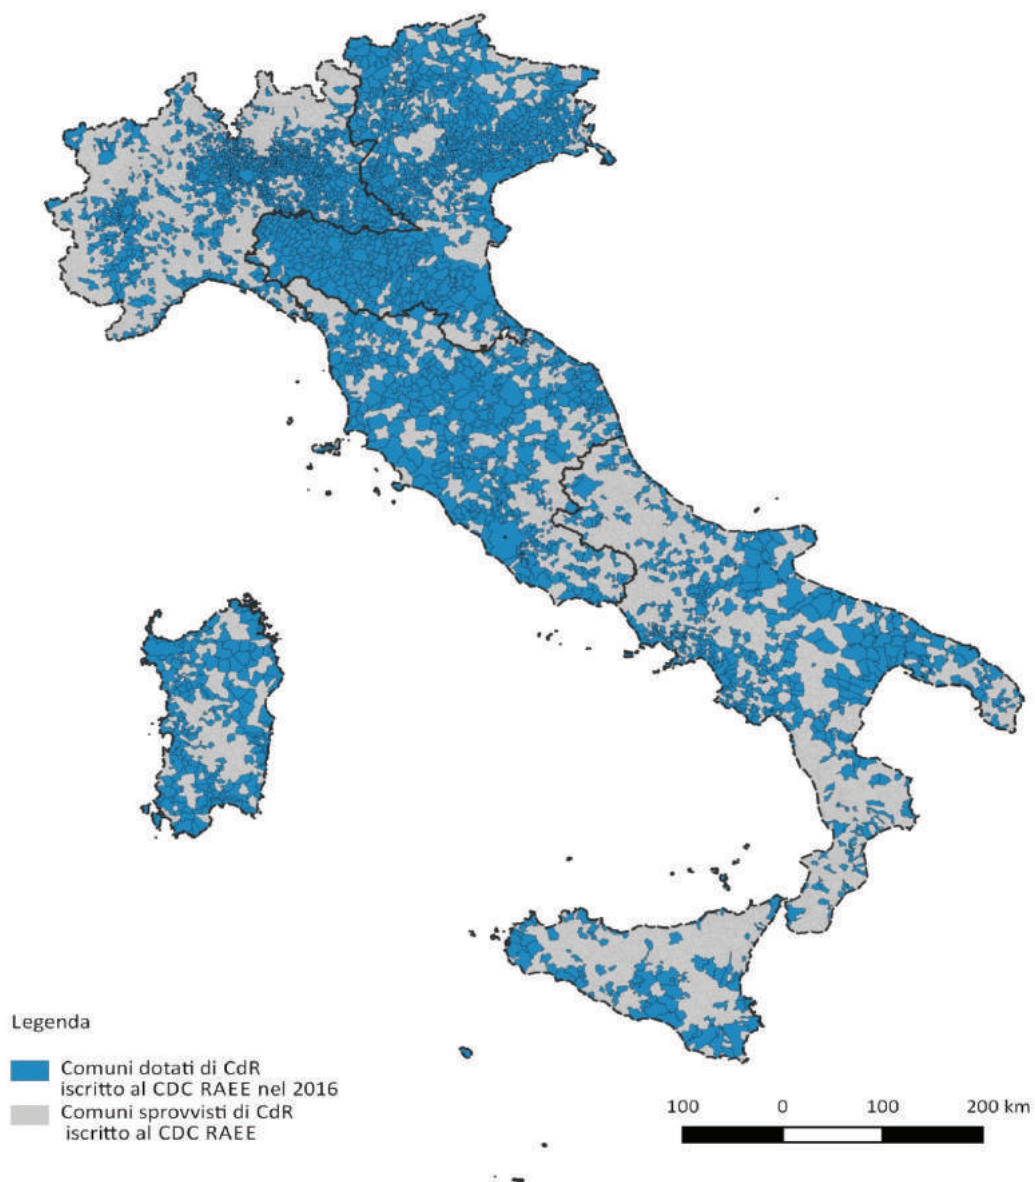 Legenda
Comuni dotati di CdR
iscritto al CDC RAEE nel 2016
Comuni sprovvisti di CdR
iscritto al CDC RAEE
100 0 100 200 km